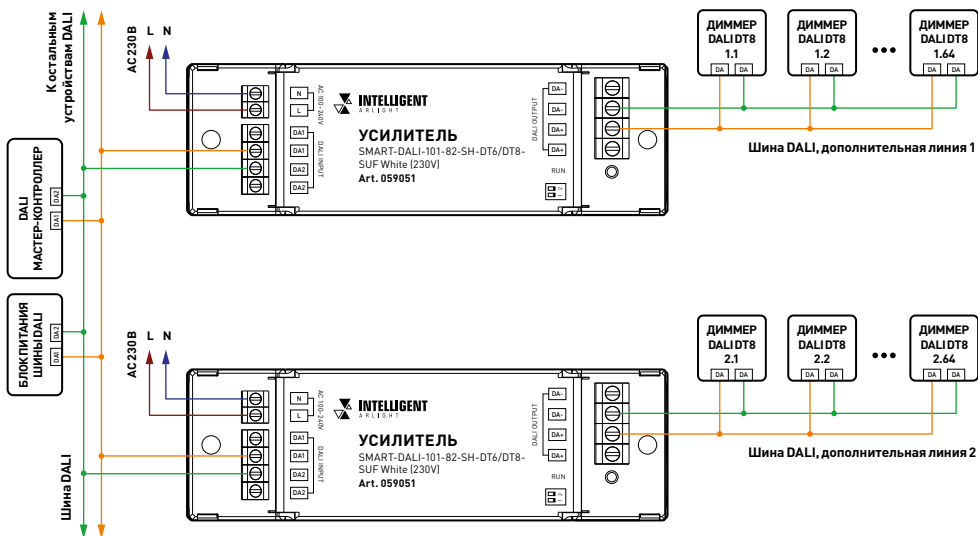 К остальным
устройствам DALI
AC 230 В
L N
DALI
МАСТЕР-КОНТРОЛЛЕР
DA2
DA1
БЛОК ПИТАНИЯ
ШИНЫ DALI
DA2
DA1
Шина DALI
N
L
AC 100-240V
DA1
DA1
DA2
DA2
DALI INPUT
INTELLIGENT
ARLIGHT
УСИЛИТЕЛЬ
SMART-DALI-101-82-SH-DT6/DT8-
SUF White (230V)
Art. 059051
DALI OUTPUT
DA-
DA-
DA+
DA+
RUN
1 2
ДИММЕР
DALI DT8
1.1
DA DA
ДИММЕР
DALI DT8
1.2
DA DA
•••
ДИММЕР
DALI DT8
1.64
DA DA
Шина DALI, дополнительная линия 1
AC 230 В
L N
N
L
AC 100-240V
DA1
DA1
DA2
DA2
DALI INPUT
INTELLIGENT
ARLIGHT
УСИЛИТЕЛЬ
SMART-DALI-101-82-SH-DT6/DT8-
SUF White (230V)
Art. 059051
DALI OUTPUT
DA-
DA-
DA+
DA+
RUN
1 2
ДИММЕР
DALI DT8
2.1
DA DA
ДИММЕР
DALI DT8
2.2
DA DA
•••
ДИММЕР
DALI DT8
2.64
DA DA
Шина DALI, дополнительная линия 2